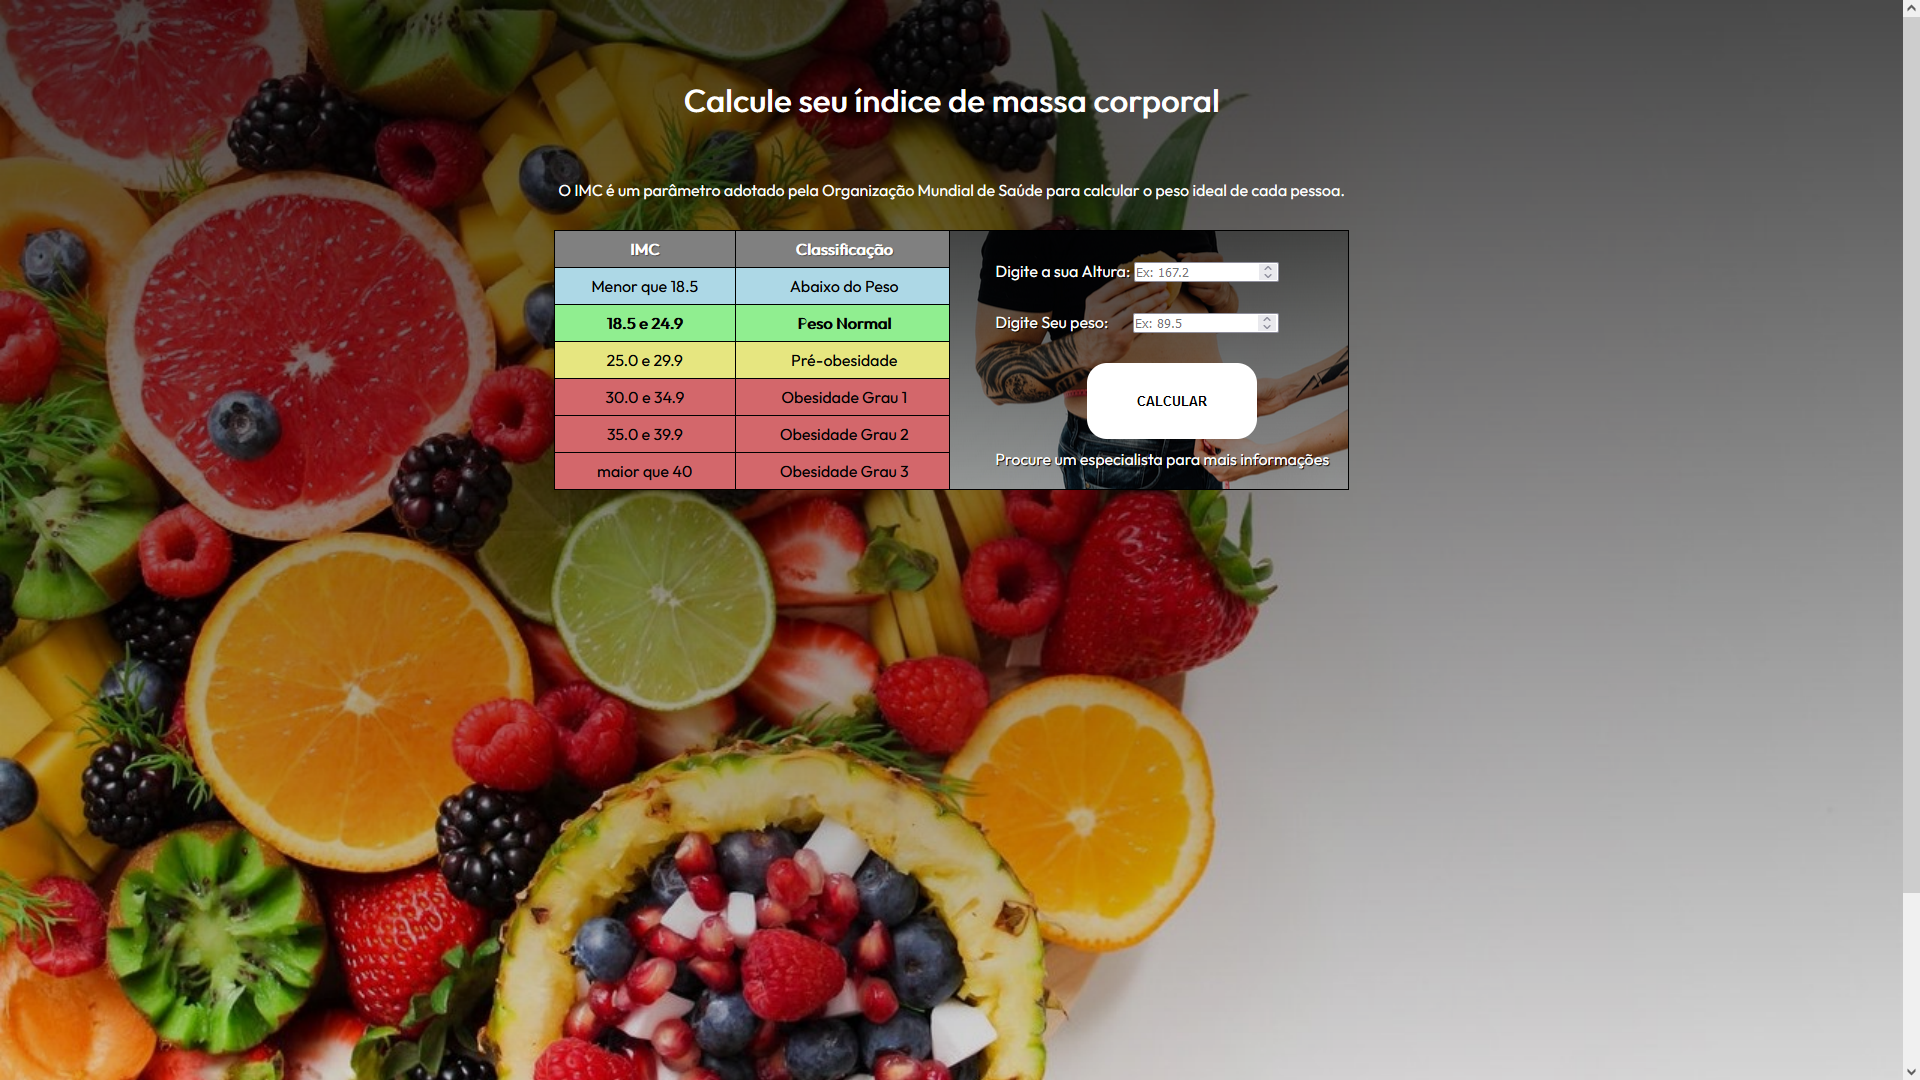 Calcule seu índice de massa corporal
O IMC é um parâmetro adotado pela Organização Mundial de Saúde para calcular o peso ideal de cada pessoa.
IMC Classificação
Menor que 18.5 Abaixo do Peso
18.5 e 24.9 Peso Normal
25.0 e 29.9 Pré-obesidade
30.0 e 34.9 Obesidade Grau 1
35.0 e 39.9 Obesidade Grau 2
maior que 40 Obesidade Grau 3
Digite a sua Altura: Ex: 167.2
Digite Seu peso: Ex: 89.5
CALCULAR
Procure um especialista para mais informações